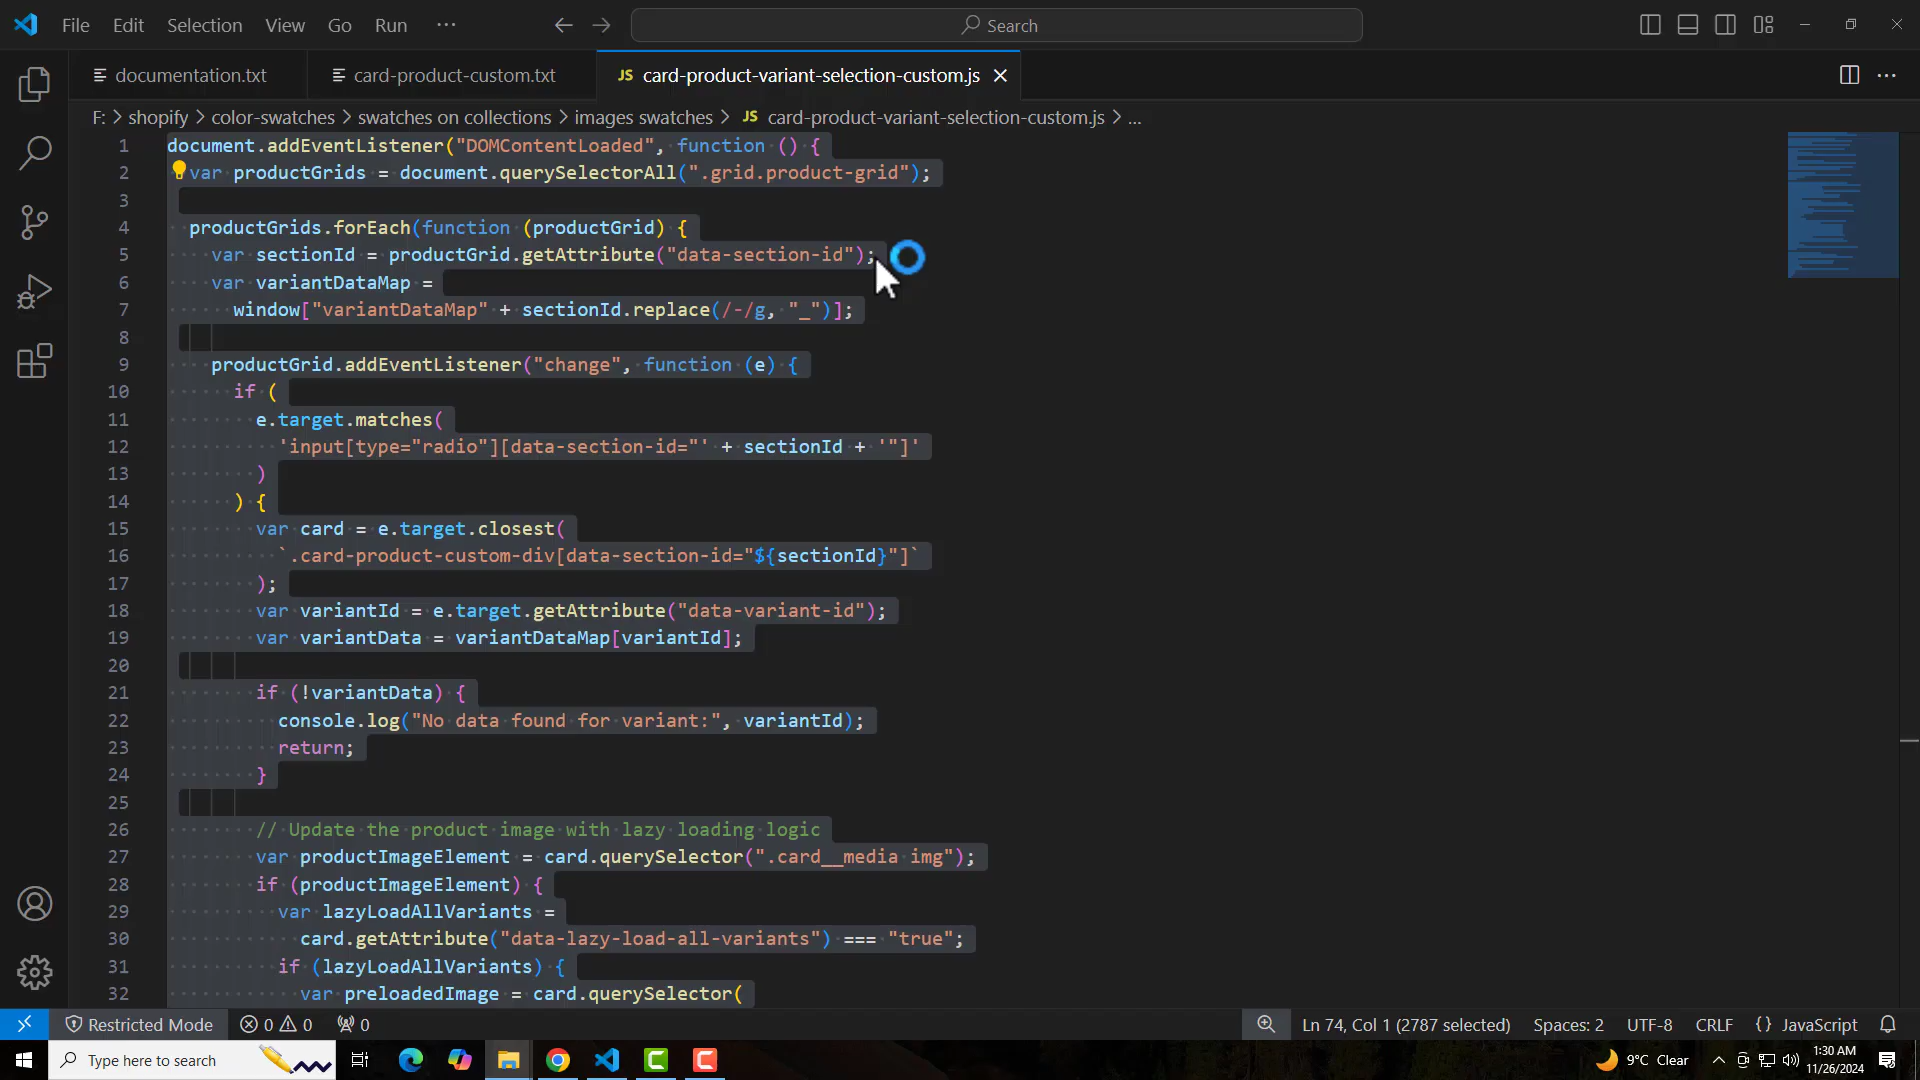 File Edit Selection View Go Run ··· Search
documentation.txt card-product-custom.txt JS card-product-variant-selection-custom.js
F: > shopify > color-swatches > swatches on collections > images swatches > JS card-product-variant-selection-custom.js > ...
1 document.addEventListener("DOMContentLoaded", function () {
2 var productGrids = document.querySelectorAll(".grid.product-grid");
3
4 productGrids.forEach(function (productGrid) {
5 var sectionId = productGrid.getAttribute("data-section-id");
6 var variantDataMap =
7 window["variantDataMap" + sectionId.replace(/-/g, "_")];
8
9 productGrid.addEventListener("change", function (e) {
10 if (
11 e.target.matches(
12 'input[type="radio"][data-section-id="' + sectionId + '"]'
13 )
14 ) {
15 var card = e.target.closest(
16 `.card-product-custom-div[data-section-id="${sectionId}"]`
17 );
18 var variantId = e.target.getAttribute("data-variant-id");
19 var variantData = variantDataMap[variantId];
20
21 if (!variantData) {
22 console.log("No data found for variant:", variantId);
23 return;
24 }
25
26 // Update the product image with lazy loading logic
27 var productImageElement = card.querySelector(".card__media img");
28 if (productImageElement) {
29 var lazyLoadAllVariants =
30 card.getAttribute("data-lazy-load-all-variants") === "true";
31 if (lazyLoadAllVariants) {
32 var preloadedImage = card.querySelector(
Restricted Mode 0 0 0 Ln 74, Col 1 (2787 selected) Spaces: 2 UTF-8 CRLF {} JavaScript
Type here to search 9°C Clear 1:30 AM
11/26/2024